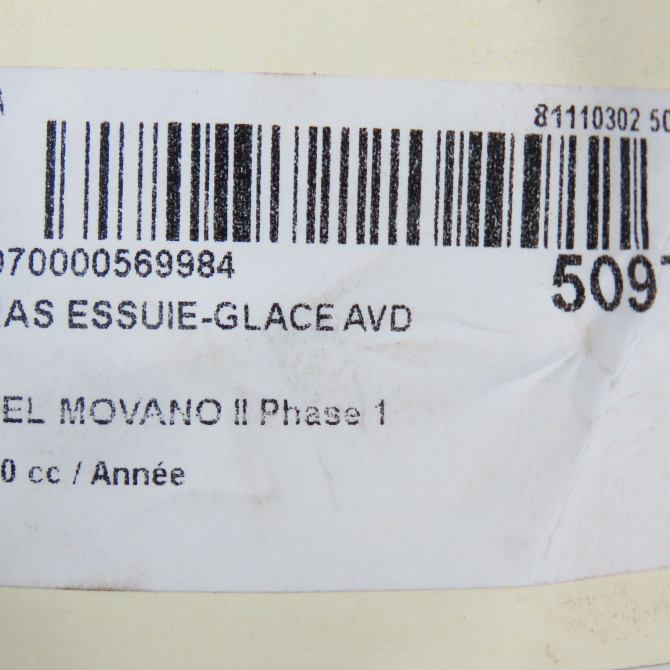 A
81110302 50
070000569984
509
AS ESSUIE-GLACE AVD
EL MOVANO II Phase 1
0 cc / Année